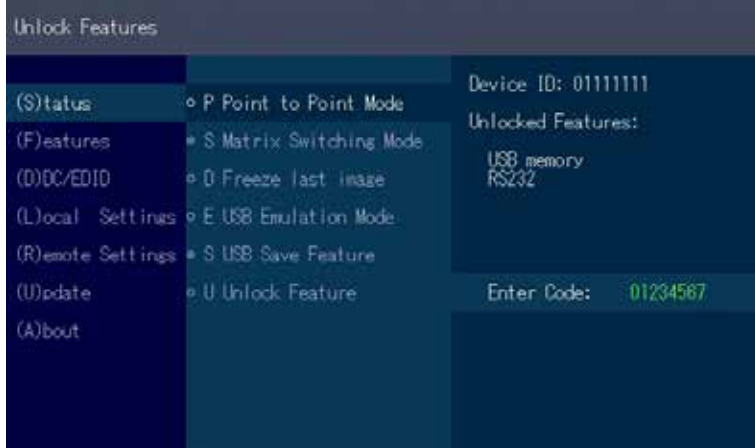 Unlock Features
(S)tatus
(F)eatures
(D)DC/EDID
(L)ocal Settings
(R)emote Settings
(U)pdate
(A)bout
P Point to Point Mode
S Matrix Switching Mode
D Freeze last image
E USB Emulation Mode
S USB Save Feature
U Unlock Feature
Device ID: 01111111
Unlocked Features:
USB memory
RS232
Enter Code: 01234567